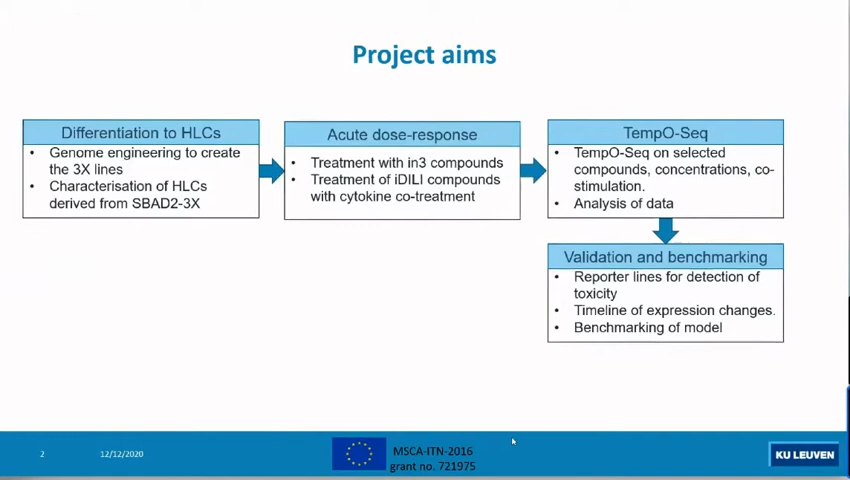 Project aims
Differentiation to HLCs
• Genome engineering to create
the 3X lines
• Characterisation of HLCs
derived from SBAD2-3X
Acute dose-response
• Treatment with in3 compounds
• Treatment of iDILI compounds
with cytokine co-treatment
TempO-Seq
• TempO-Seq on selected
compounds, concentrations, co-
stimulation.
• Analysis of data
Validation and benchmarking
• Reporter lines for detection of
toxicity
• Timeline of expression changes.
• Benchmarking of model
2
12/12/2020
MSCA-ITN-2016
grant no. 721975
KU LEUVEN